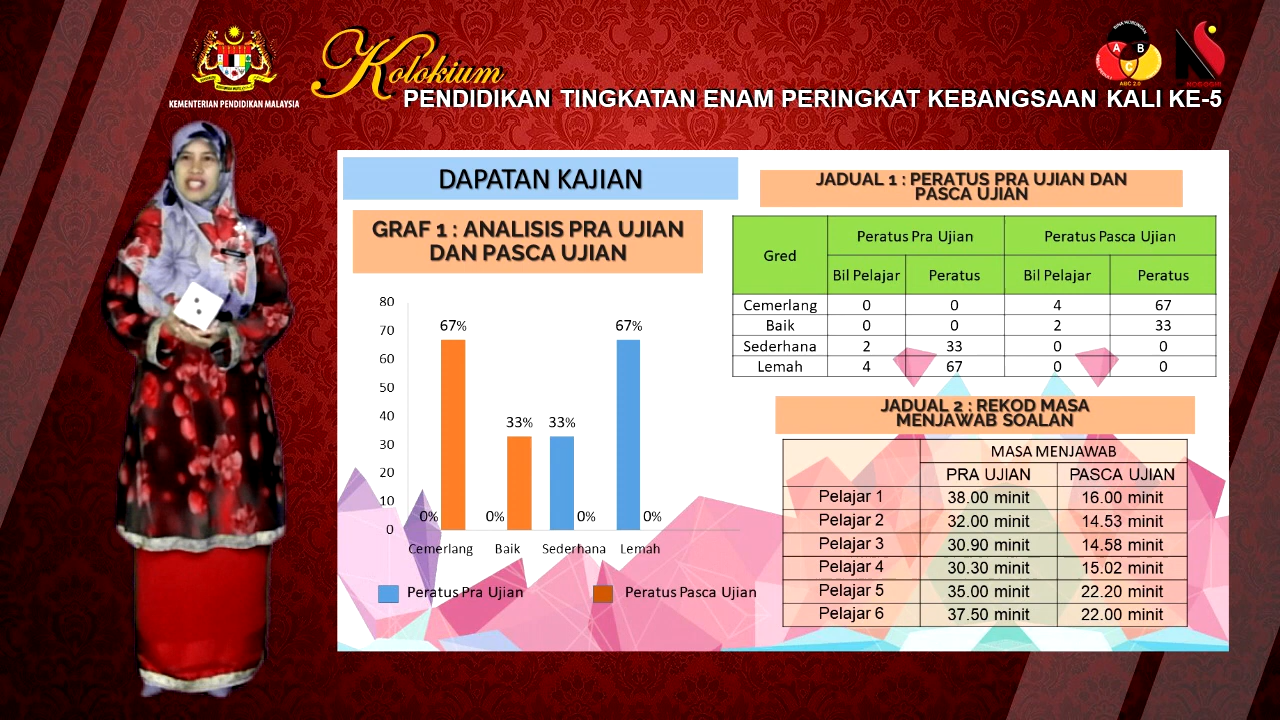 KEMENTERIAN PENDIDIKAN MALAYSIA
Kolokium
PENDIDIKAN TINGKATAN ENAM PERINGKAT KEBANGSAAN KALI KE-5
A B
C
ABC 2.0
DAPATAN KAJIAN
GRAF 1 : ANALISIS PRA UJIAN
DAN PASCA UJIAN
80
70
60
50
40
30
20
10
0
67% 67%
33% 33%
0% 0% 0% 0%
Cemerlang Baik Sederhana Lemah
Peratus Pra Ujian Peratus Pasca Ujian
JADUAL 1 : PERATUS PRA UJIAN DAN
PASCA UJIAN
Gred Peratus Pra Ujian Peratus Pasca Ujian
Bil Pelajar Peratus Bil Pelajar Peratus
Cemerlang 0 0 4 67
Baik 0 0 2 33
Sederhana 2 33 0 0
Lemah 4 67 0 0
JADUAL 2 : REKOD MASA
MENJAWAB SOALAN
MASA MENJAWAB
PRA UJIAN PASCA UJIAN
Pelajar 1 38.00 minit 16.00 minit
Pelajar 2 32.00 minit 14.53 minit
Pelajar 3 30.90 minit 14.58 minit
Pelajar 4 30.30 minit 15.02 minit
Pelajar 5 35.00 minit 22.20 minit
Pelajar 6 37.50 minit 22.00 minit